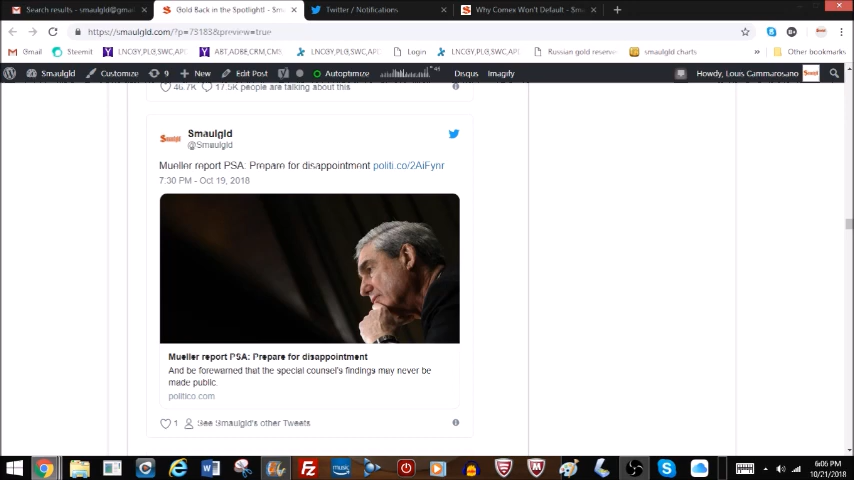 Search results - smaulgld@gmail
Gold Back in the Spotlight! - Sm
Twitter / Notifications
Why Comex Won't Default - Sm
https://smaulgld.com/?p=73183&preview=true
Gmail
Steemit
LNCGY,PLG,SWC,APP
ABT,ADBE,CRM,CMS
LNCGY,PLG,SWC,APP
Login
LNCGY,PLG,SWC,APP
Russian gold reserve
smaulgld charts
Other bookmarks
Smaulgld
Customize
9
New
Edit Post
Autoptimize
Disqus
Imagify
Howdy, Louis Cammarosano
46.7K
17.5K people are talking about this
Smaulgld
@Smaulgld
Mueller report PSA: Prepare for disappointment politi.co/2AiFynr
7:30 PM - Oct 19, 2018
Mueller report PSA: Prepare for disappointment
And be forewarned that the special counsel's findings may never be
made public.
politico.com
1
See Smaulgld's other Tweets
6:06 PM
10/21/2018